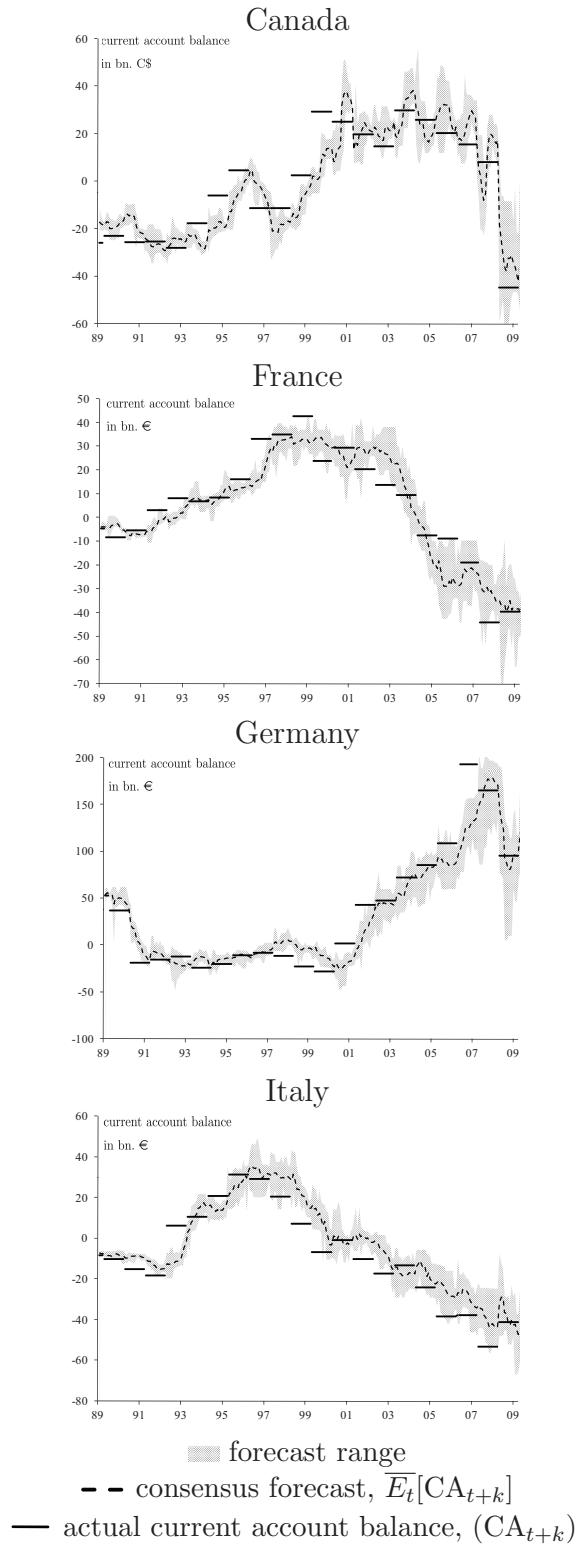 Canada
current account balance
in bn. C$
60
40
20
0
-20
-40
-60
89 91 93 95 97 99 01 03 05 07 09
France
current account balance
in bn. €
50
40
30
20
10
0
-10
-20
-30
-40
-50
-60
-70
89 91 93 95 97 99 01 03 05 07 09
Germany
current account balance
in bn. €
200
150
100
50
0
-50
-100
89 91 93 95 97 99 01 03 05 07 09
Italy
current account balance
in bn. €
60
40
20
0
-20
-40
-60
-80
89 91 93 95 97 99 01 03 05 07 09
forecast range
consensus forecast, $\overline{E_t}[\mathrm{CA}_{t+k}]$
actual current account balance, $(\mathrm{CA}_{t+k})$